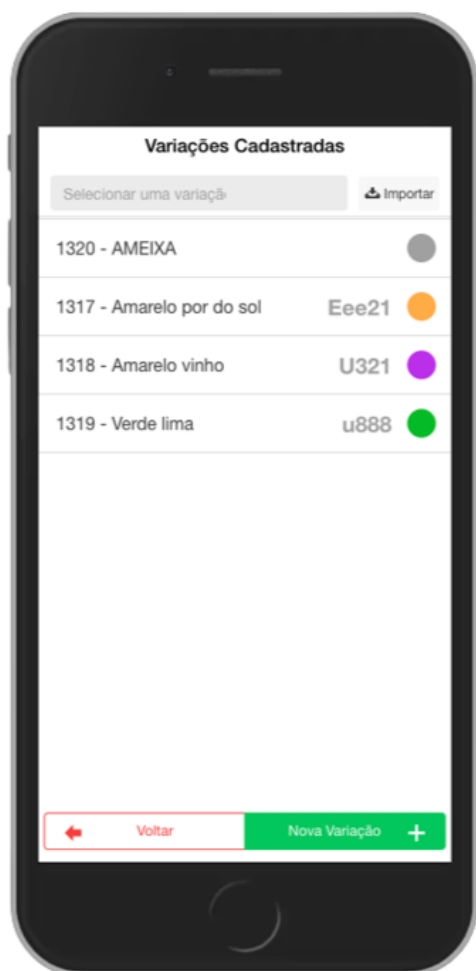 Variações Cadastradas
Selecionar uma variaçã
Importar
1320 - AMEIXA
1317 - Amarelo por do sol Eee21
1318 - Amarelo vinho U321
1319 - Verde lima u888
Voltar Nova Variação +